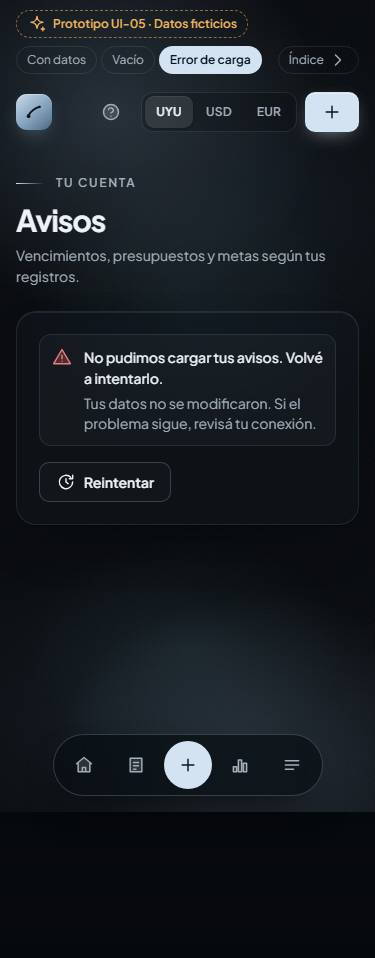 Prototipo UI-05 · Datos ficticios
Con datos
Vacío
Error de carga
Índice
UYU
USD
EUR
TU CUENTA
Avisos
Vencimientos, presupuestos y metas según tus
registros.
No pudimos cargar tus avisos. Volvé
a intentarlo.
Tus datos no se modificaron. Si el
problema sigue, revisá tu conexión.
Reintentar